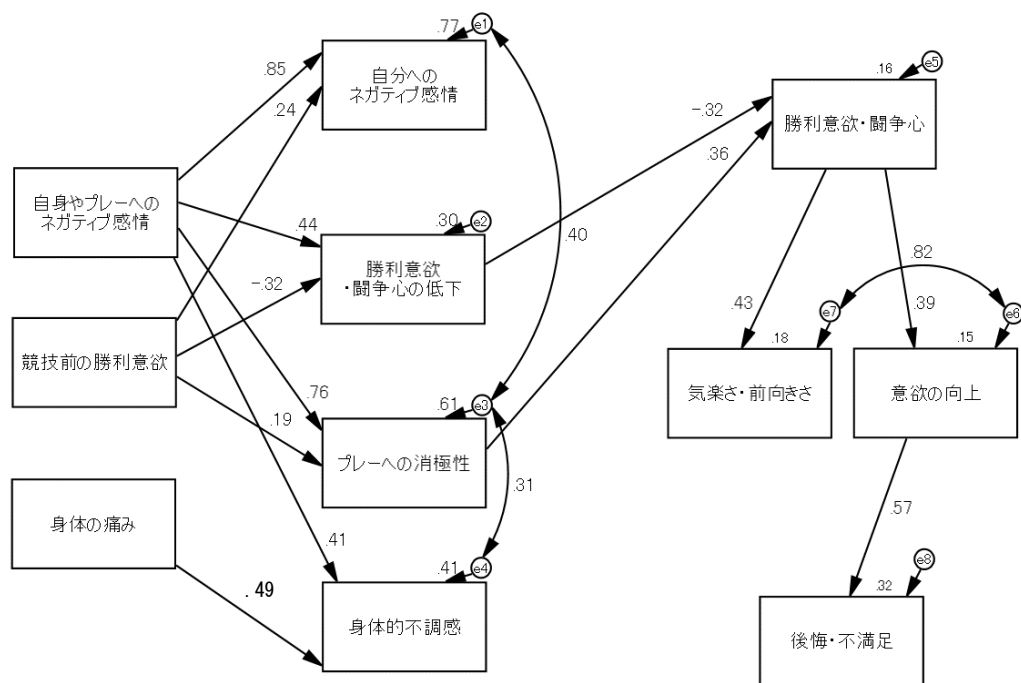 .77
e1
自分への
ネガティブ感情
.85
.24
.16
e5
勝利意欲・闘争心
-.32
.36
自身やプレーへの
ネガティブ感情
.44
.30
e2
勝利意欲
・闘争心の低下
.40
-.32
.82
.43
.39
e7
e6
.18
.15
競技前の勝利意欲
気楽さ・前向きさ
意欲の向上
.76
.61
e3
.19
プレーへの消極性
.31
.57
身体の痛み
.41
.41
e4
.49
身体的不調感
e8
.32
後悔・不満足